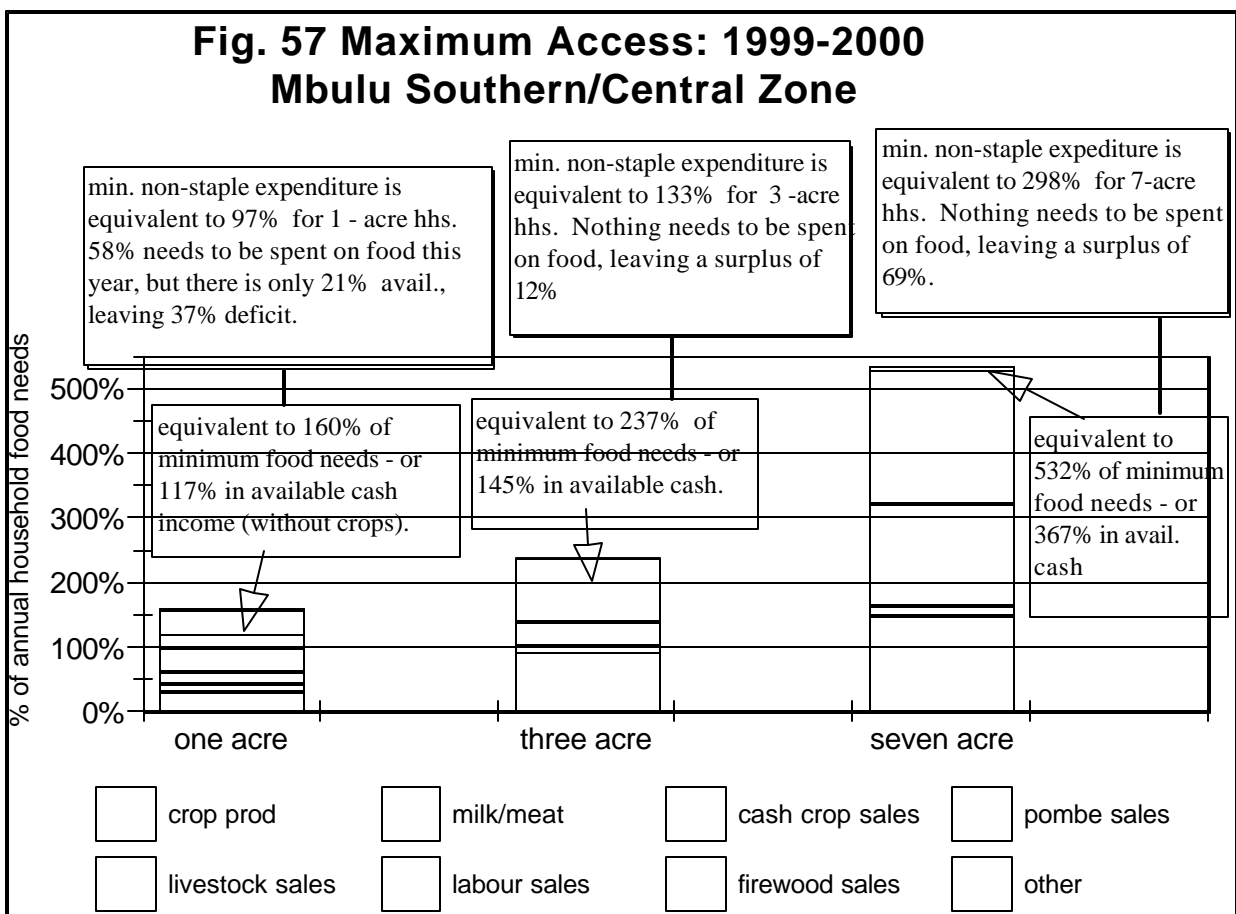 Fig. 57 Maximum Access: 1999-2000
Mbulu Southern/Central Zone
min. non-staple expenditure is
equivalent to 97% for 1 - acre hhs.
58% needs to be spent on food this
year, but there is only 21% avail.,
leaving 37% deficit.
min. non-staple expenditure is
equivalent to 133% for 3 -acre
hhs. Nothing needs to be spent
on food, leaving a surplus of
12%
min. non-staple expediture is
equivalent to 298% for 7-acre
hhs. Nothing needs to be spent
on food, leaving a surplus of
69%.
equivalent to 160% of
minimum food needs - or
117% in available cash
income (without crops).
equivalent to 237% of
minimum food needs - or
145% in available cash.
equivalent to
532% of minimum
food needs - or
367% in avail.
cash
% of annual household food needs
500%
400%
300%
200%
100%
0%
one acre
three acre
seven acre
crop prod
milk/meat
cash crop sales
pombe sales
livestock sales
labour sales
firewood sales
other